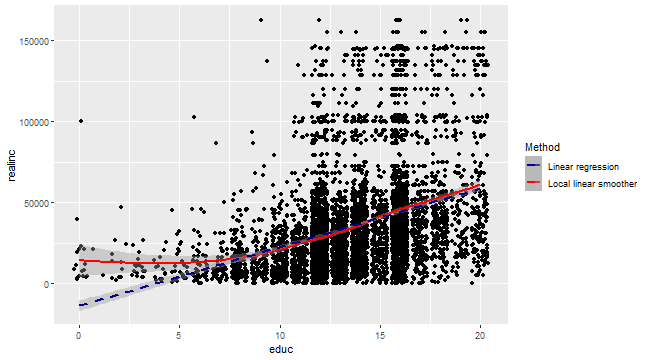 150000
100000
50000
0
realinc
0
5
10
15
20
educ
Method
Linear regression
Local linear smoother